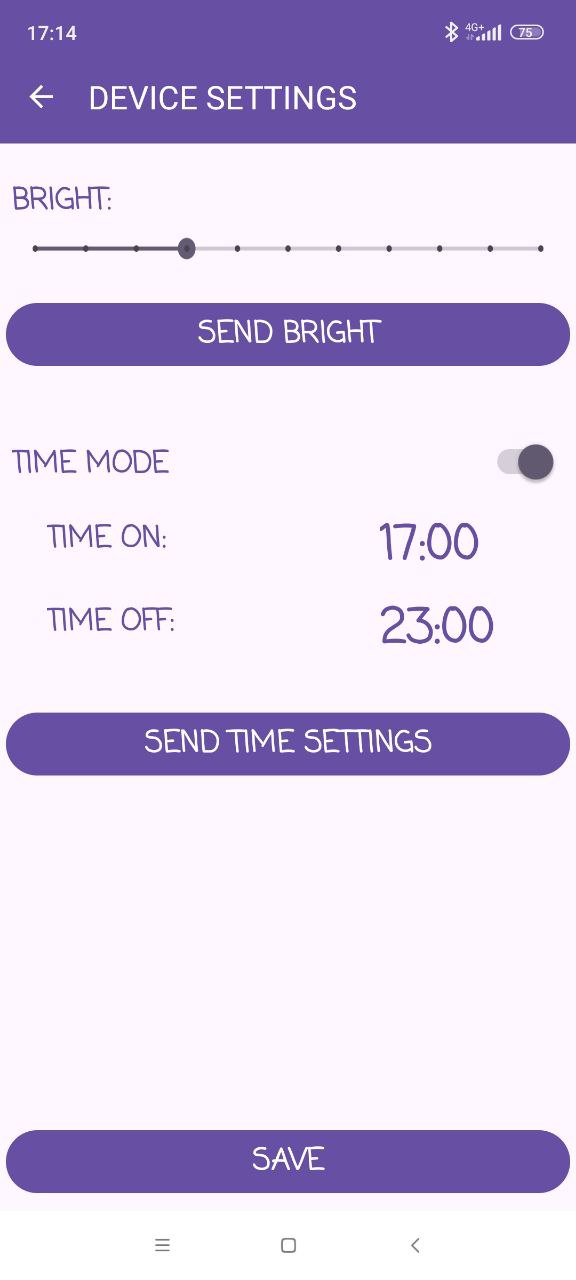 17:14
4G+ 75
DEVICE SETTINGS
BRIGHT:
SEND BRIGHT
TIME MODE
TIME ON: 17:00
TIME OFF: 23:00
SEND TIME SETTINGS
SAVE